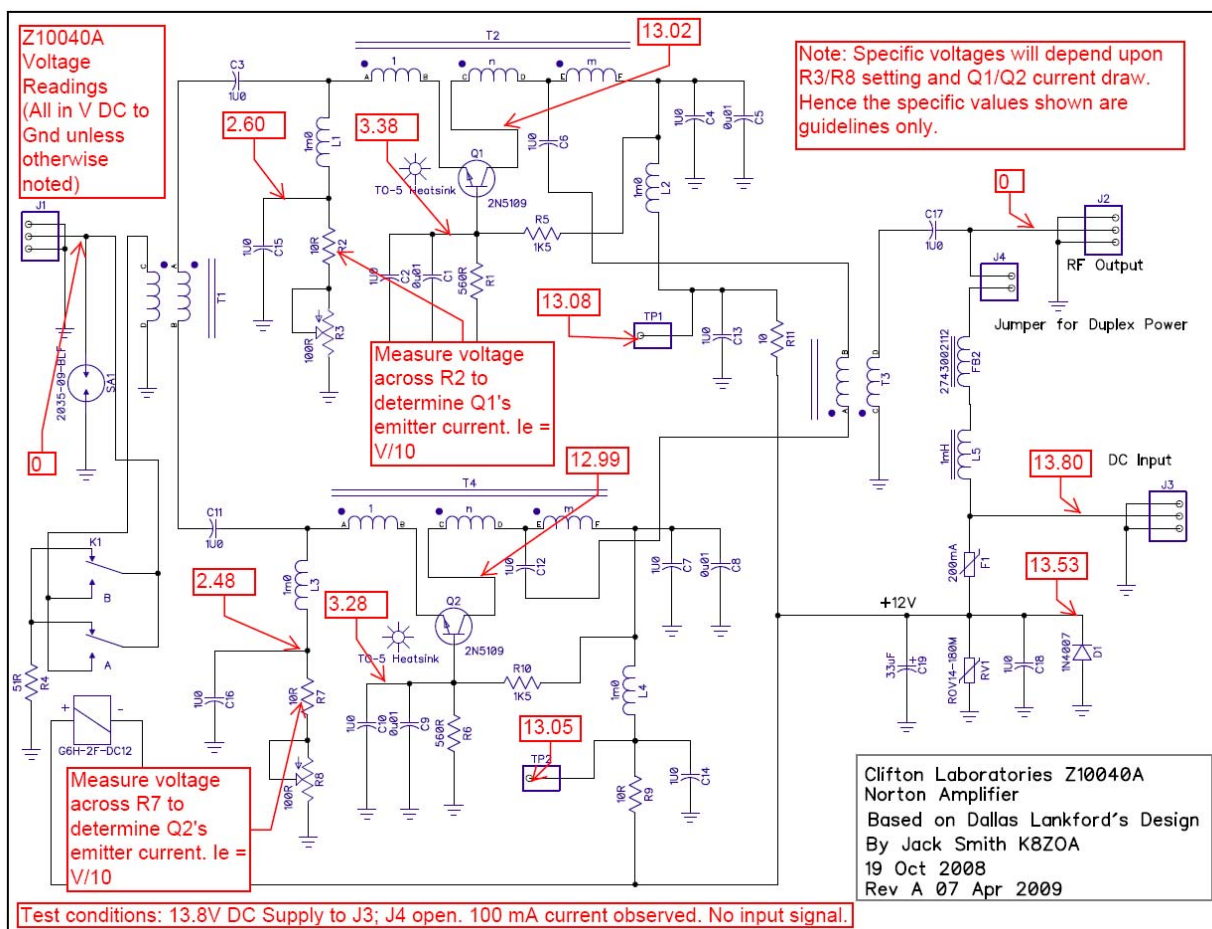 Z10040A
Voltage
Readings
(All in V DC to
Gnd unless
otherwise
noted)
13.02
Note: Specific voltages will depend upon
R3/R8 setting and Q1/Q2 current draw.
Hence the specific values shown are
guidelines only.
T2
C3
1U0
A
1
B
C
n
D
E
m
F
1m0
L1
2.60
3.38
Q1
TO-5 Heatsink
2N5109
1U0
C6
1U0
C4
0u01
C5
1m0
L2
0
J1
J2
C17
1U0
RF Output
J4
Jumper for Duplex Power
C
D
A
B
T1
1U0
C15
10R
R2
1U0
C2
0u01
C1
560R
R1
R5
1K5
100R
R3
13.08
TP1
1U0
C13
10
R11
2035-09-BLF
SA1
0
Measure voltage
across R2 to
determine Q1's
emitter current. Ie =
V/10
B
A
D
C
T3
2743002112
FB2
1mH
L5
13.80
DC Input
J3
12.99
T4
C11
1U0
A
1
B
C
n
D
E
m
F
1m0
L3
K1
B
A
51R
R4
2.48
3.28
Q2
TO-5 Heatsink
2N5109
1U0
C12
1U0
C7
0u01
C8
200mA
F1
13.53
+12V
1U0
C16
10R
R7
1U0
C10
0u01
C9
560R
R6
R10
1K5
1m0
L4
33uF
C19
+
ROV14-180M
RV1
1U0
C18
1N4007
D1
+
-
G6H-2F-DC12
100R
R8
13.05
TP2
10R
R9
1U0
C14
Measure voltage
across R7 to
determine Q2's
emitter current. Ie =
V/10
Clifton Laboratories Z10040A
Norton Amplifier
Based on Dallas Lankford's Design
By Jack Smith K8ZOA
19 Oct 2008
Rev A 07 Apr 2009
Test conditions: 13.8V DC Supply to J3; J4 open. 100 mA current observed. No input signal.